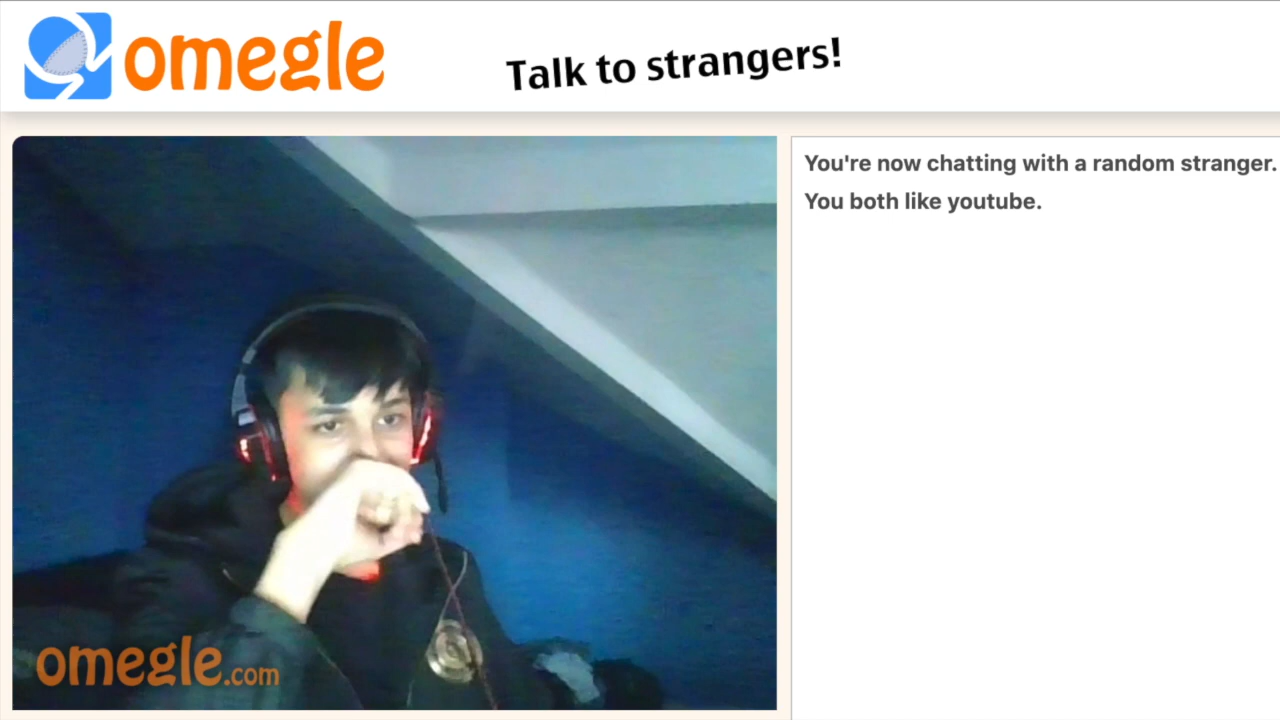 omegle
Talk to strangers!
You're now chatting with a random stranger.
You both like youtube.
omegle.com